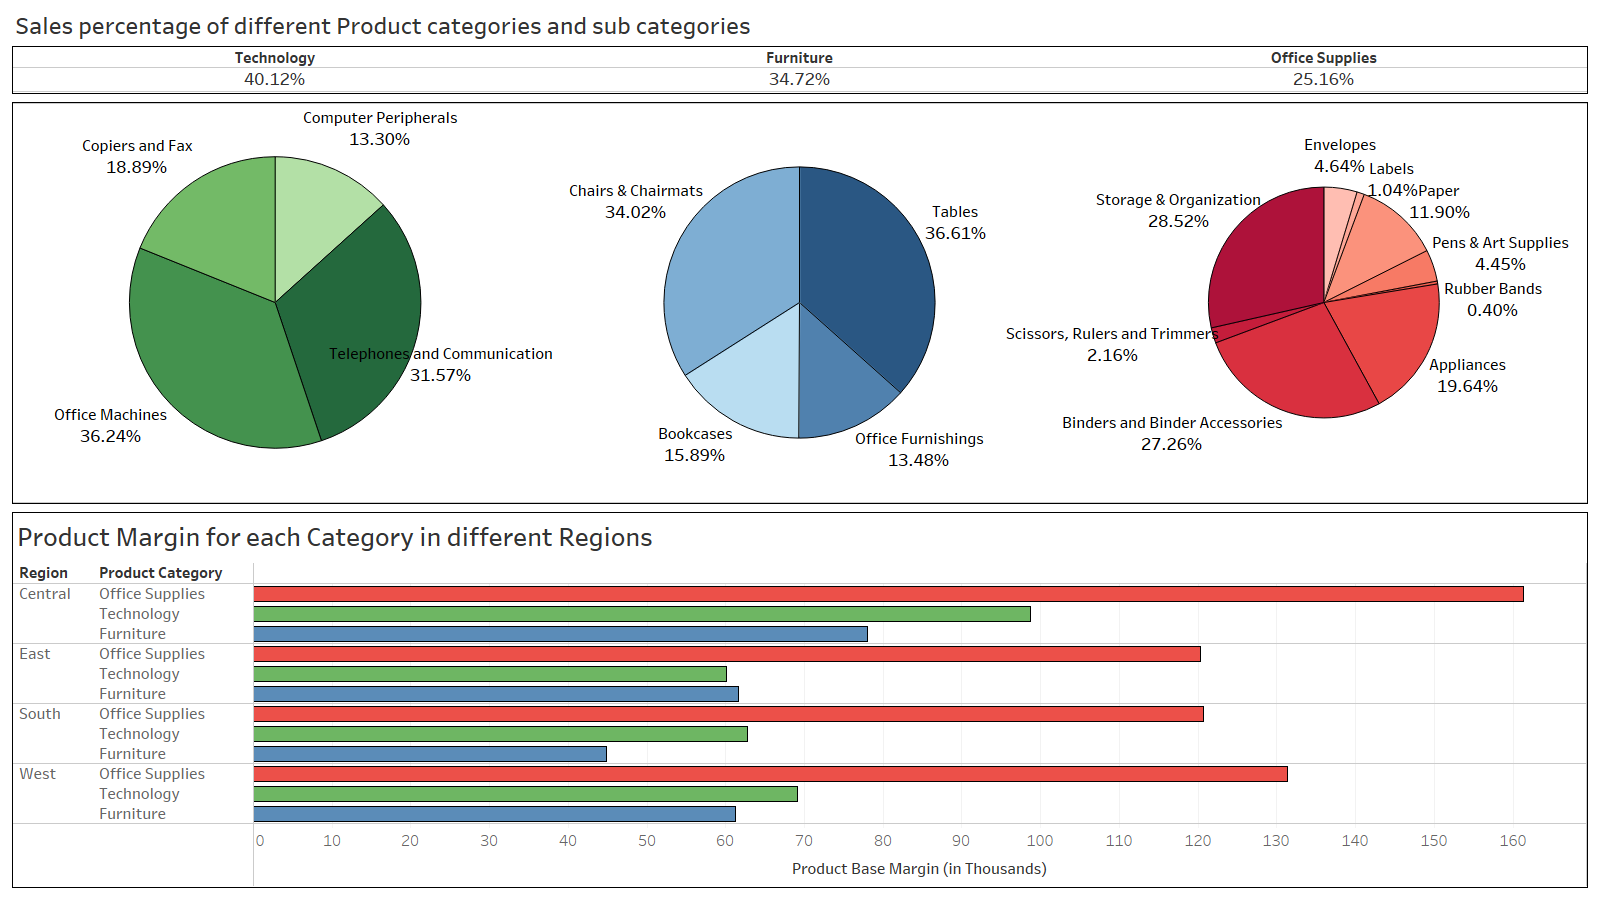 Sales percentage of different Product categories and sub categories
Technology Furniture Office Supplies
40.12% 34.72% 25.16%
Computer Peripherals
13.30%
Copiers and Fax
18.89%
Telephones and Communication
31.57%
Office Machines
36.24%
Chairs & Chairmats
34.02%
Tables
36.61%
Bookcases
15.89%
Office Furnishings
13.48%
Envelopes
4.64%
Labels
1.04%
Paper
11.90%
Storage & Organization
28.52%
Pens & Art Supplies
4.45%
Rubber Bands
0.40%
Scissors, Rulers and Trimmers
2.16%
Appliances
19.64%
Binders and Binder Accessories
27.26%
Product Margin for each Category in different Regions
Region Product Category
Central Office Supplies
Technology
Furniture
East Office Supplies
Technology
Furniture
South Office Supplies
Technology
Furniture
West Office Supplies
Technology
Furniture
0 10 20 30 40 50 60 70 80 90 100 110 120 130 140 150 160
Product Base Margin (in Thousands)